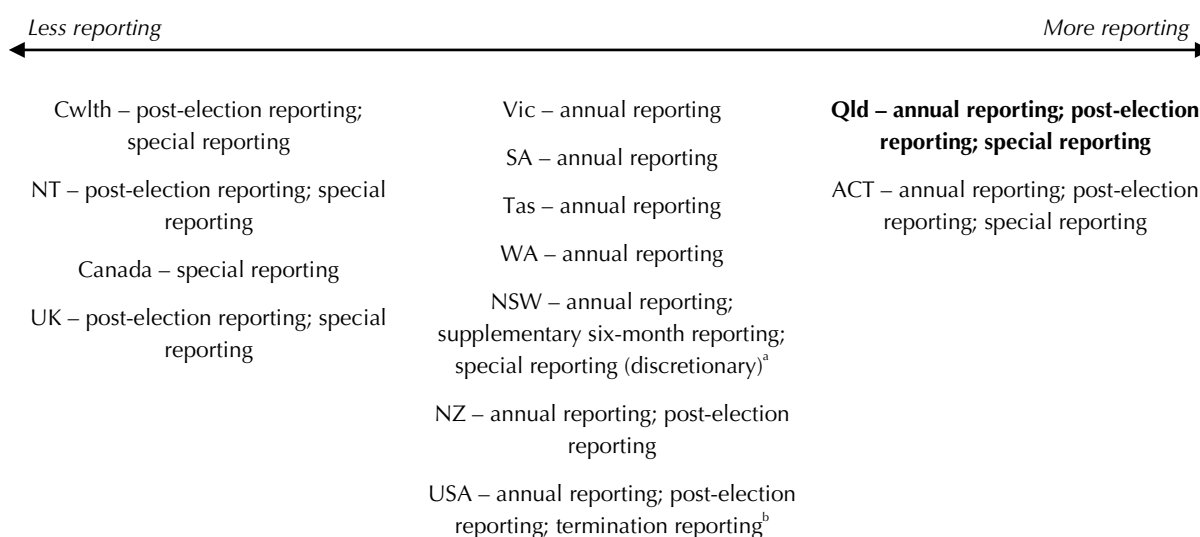 Less reporting
More reporting
Cwlth – post-election reporting;
special reporting
NT – post-election reporting; special
reporting
Canada – special reporting
UK – post-election reporting; special
reporting
Vic – annual reporting
SA – annual reporting
Tas – annual reporting
WA – annual reporting
NSW – annual reporting;
supplementary six-month reporting;
special reporting (discretionary)a
NZ – annual reporting; post-election
reporting
USA – annual reporting; post-election
reporting; termination reportingb
Qld – annual reporting; post-election
reporting; special reporting
ACT – annual reporting; post-election
reporting; special reporting